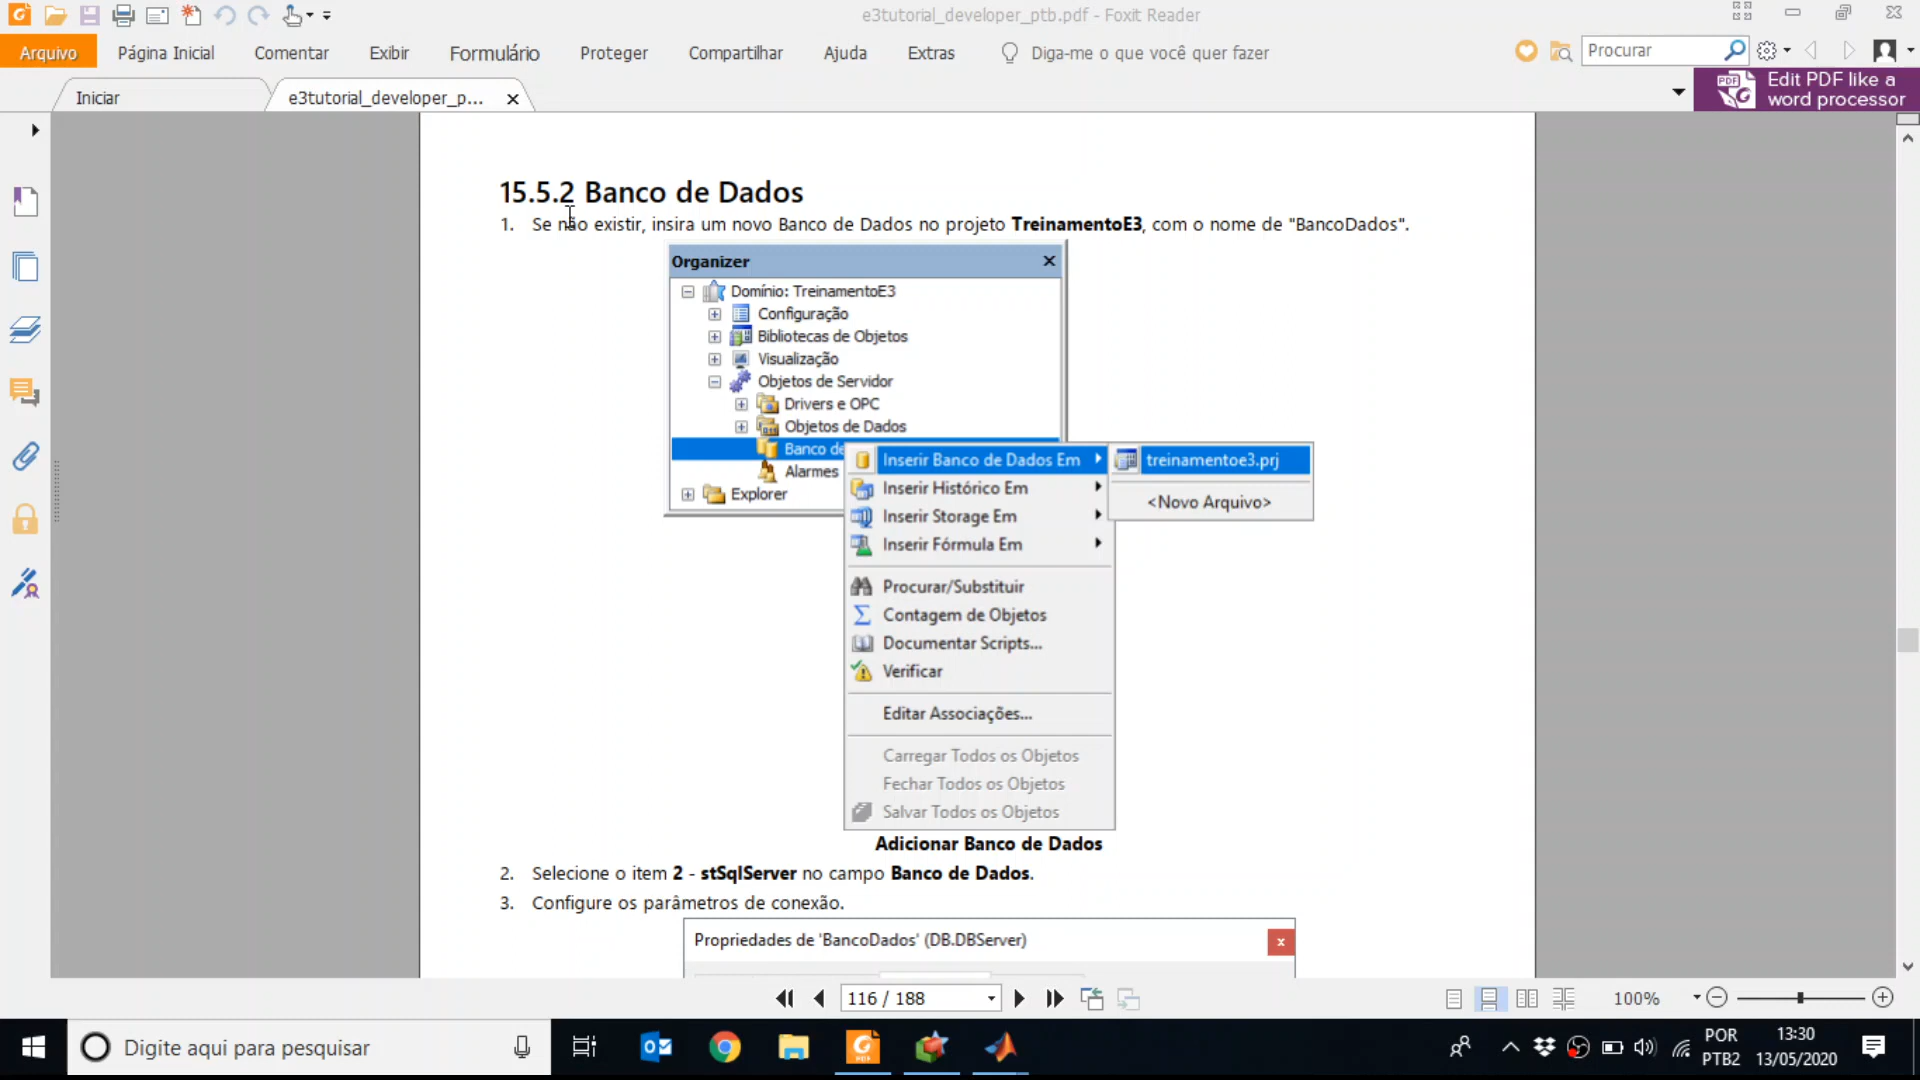 e3tutorial_developer_ptb.pdf - Foxit Reader
Arquivo Página Inicial Comentar Exibir Formulário Proteger Compartilhar Ajuda Extras Diga-me o que você quer fazer Procurar
Iniciar e3tutorial_developer_p... Edit PDF like a
word processor
15.5.2 Banco de Dados
1. Se não existir, insira um novo Banco de Dados no projeto TreinamentoE3, com o nome de "BancoDados".
Organizer
Domínio: TreinamentoE3
Configuração
Bibliotecas de Objetos
Visualização
Objetos de Servidor
Drivers e OPC
Objetos de Dados
Banco de
Alarmes
Explorer
Inserir Banco de Dados Em treinamentoe3.prj
Inserir Histórico Em <Novo Arquivo>
Inserir Storage Em
Inserir Fórmula Em
Procurar/Substituir
Contagem de Objetos
Documentar Scripts...
Verificar
Editar Associações...
Carregar Todos os Objetos
Fechar Todos os Objetos
Salvar Todos os Objetos
Adicionar Banco de Dados
2. Selecione o item 2 - stSqlServer no campo Banco de Dados.
3. Configure os parâmetros de conexão.
Propriedades de 'BancoDados' (DB.DBServer)
116 / 188 100%
Digite aqui para pesquisar
POR 13:30
PTB2 13/05/2020